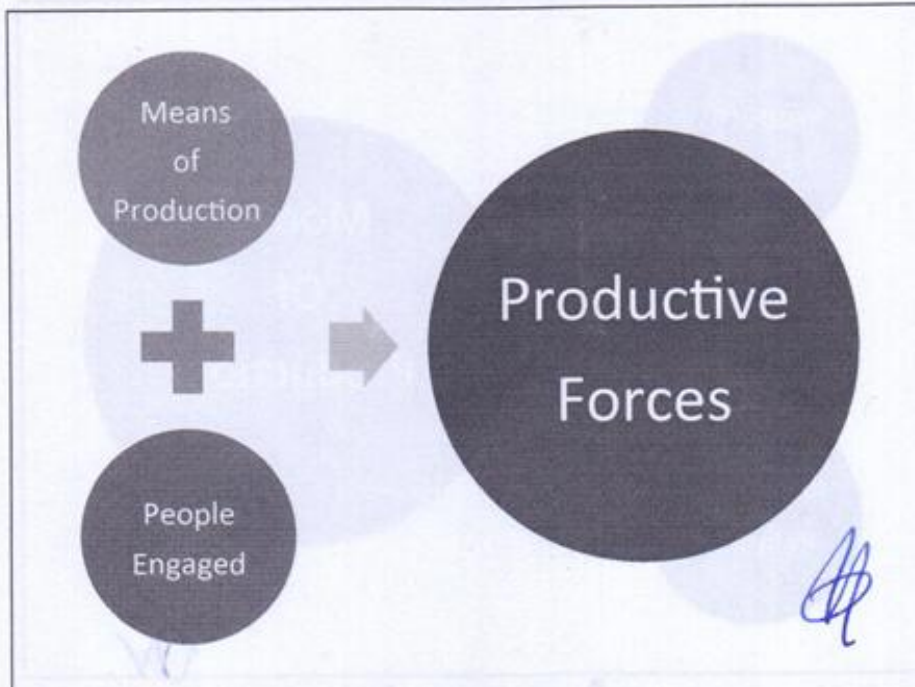 Means
of
Production
People
Engaged
Productive
Forces